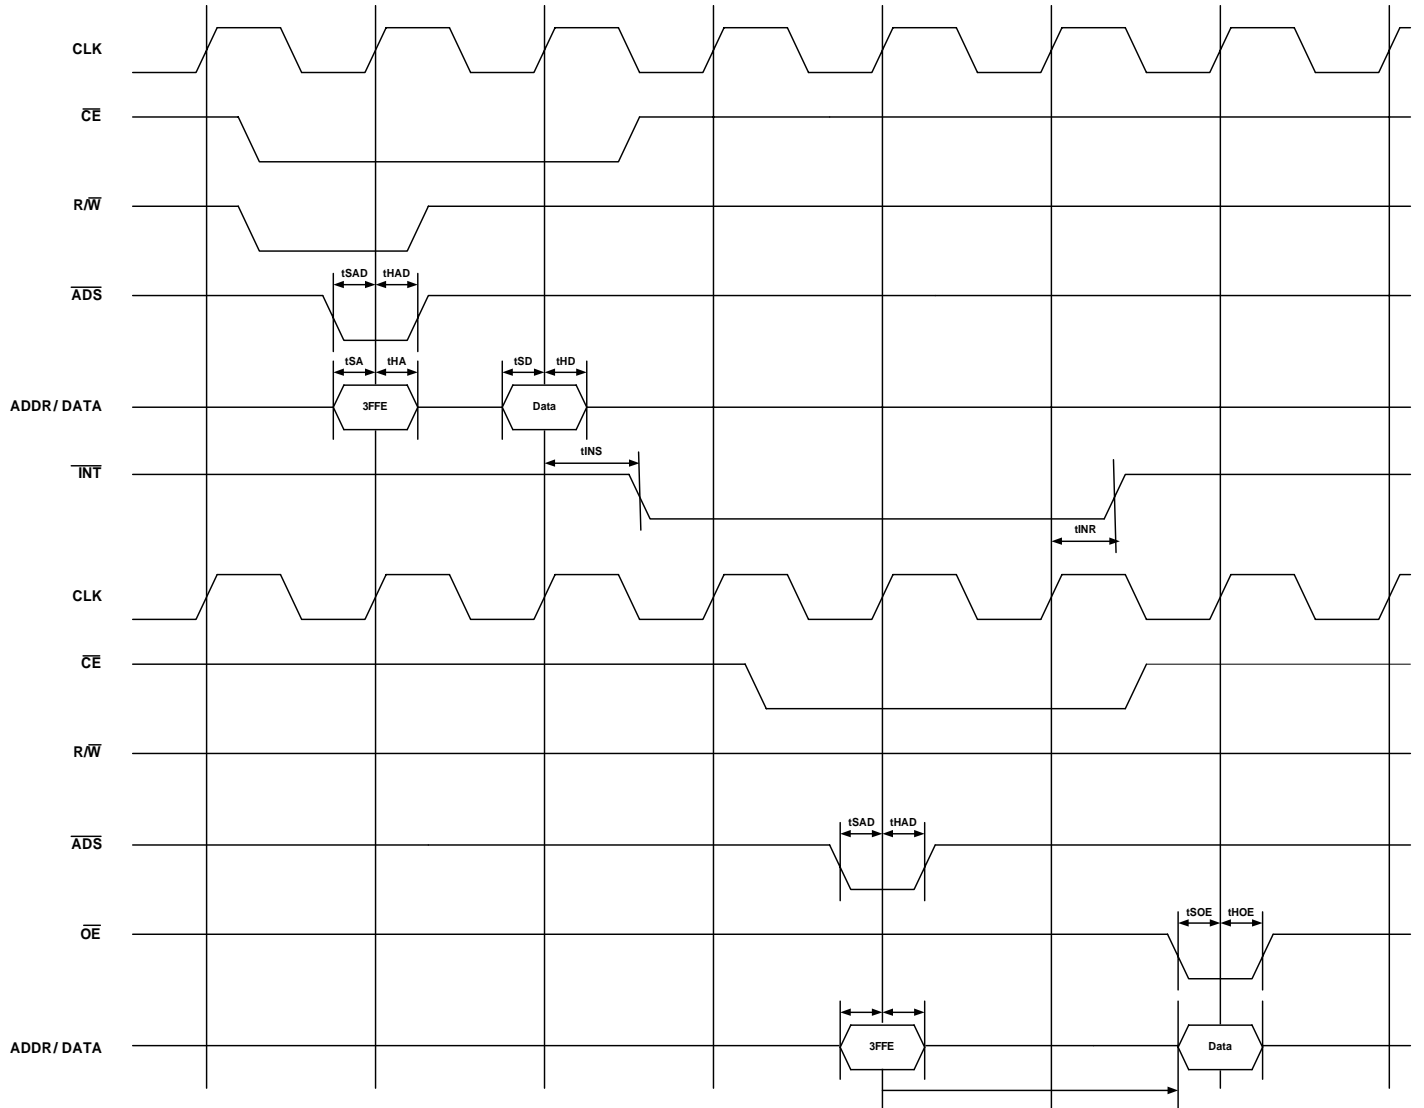 CLK
CE
R/W
tSAD tHAD
ADS
tSA tHA tSD tHD
ADDR/ DATA 3FFE Data
tINS
INT
tINR
CLK
CE
R/W
tSAD tHAD
ADS
tSOE tHOE
OE
ADDR/ DATA 3FFE Data